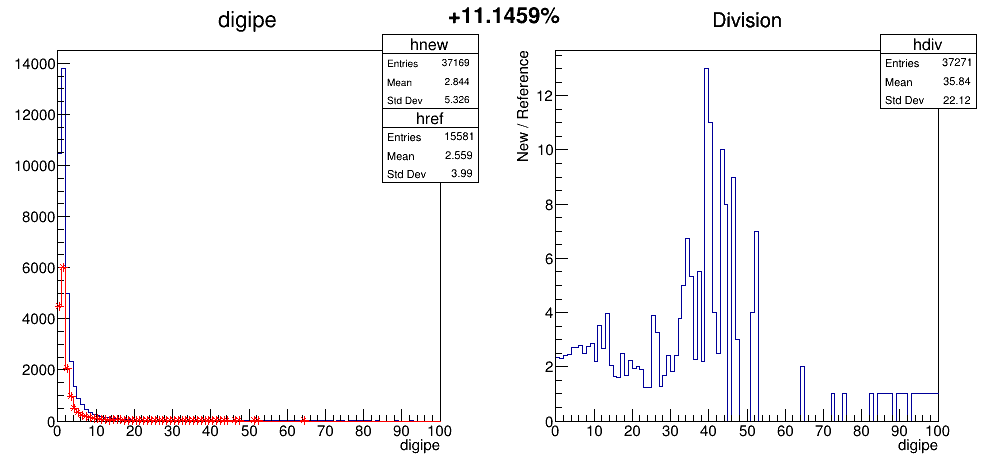 +11.1459%
digipe
hnew
Entries 37169
Mean 2.844
Std Dev 5.326
href
Entries 15581
Mean 2.559
Std Dev 3.99
14000
12000
10000
8000
6000
4000
2000
0
0 10 20 30 40 50 60 70 80 90 100
digipe
Division
hdiv
Entries 37271
Mean 35.84
Std Dev 22.12
New / Reference
12
10
8
6
4
2
0
0 10 20 30 40 50 60 70 80 90 100
digipe